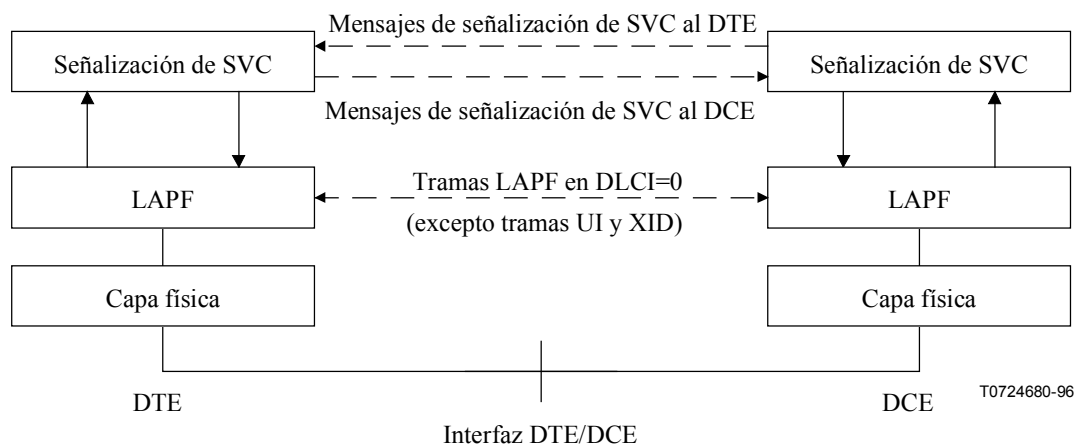 Mensajes de señalización de SVC al DTE
Señalización de SVC
Señalización de SVC
Mensajes de señalización de SVC al DCE
LAPF
Tramas LAPF en DLCI=0
(excepto tramas UI y XID)
LAPF
Capa física
Capa física
DTE
DCE
T0724680-96
Interfaz DTE/DCE